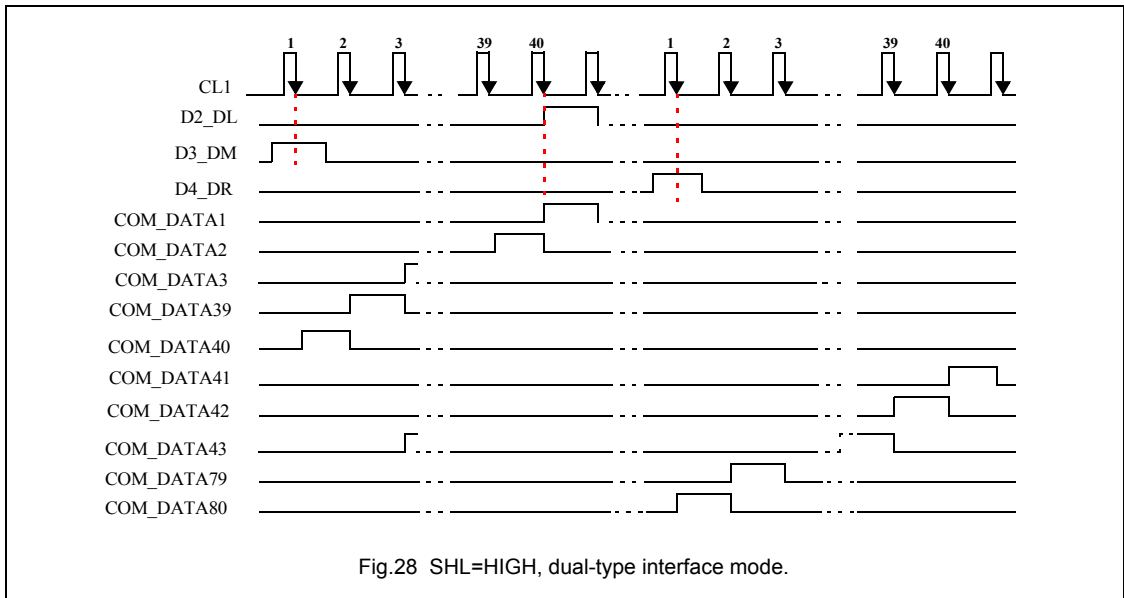 1 2 3 39 40 1 2 3 39 40
CL1
D2_DL
D3_DM
D4_DR
COM_DATA1
COM_DATA2
COM_DATA3
COM_DATA39
COM_DATA40
COM_DATA41
COM_DATA42
COM_DATA43
COM_DATA79
COM_DATA80
Fig.28 SHL=HIGH, dual-type interface mode.